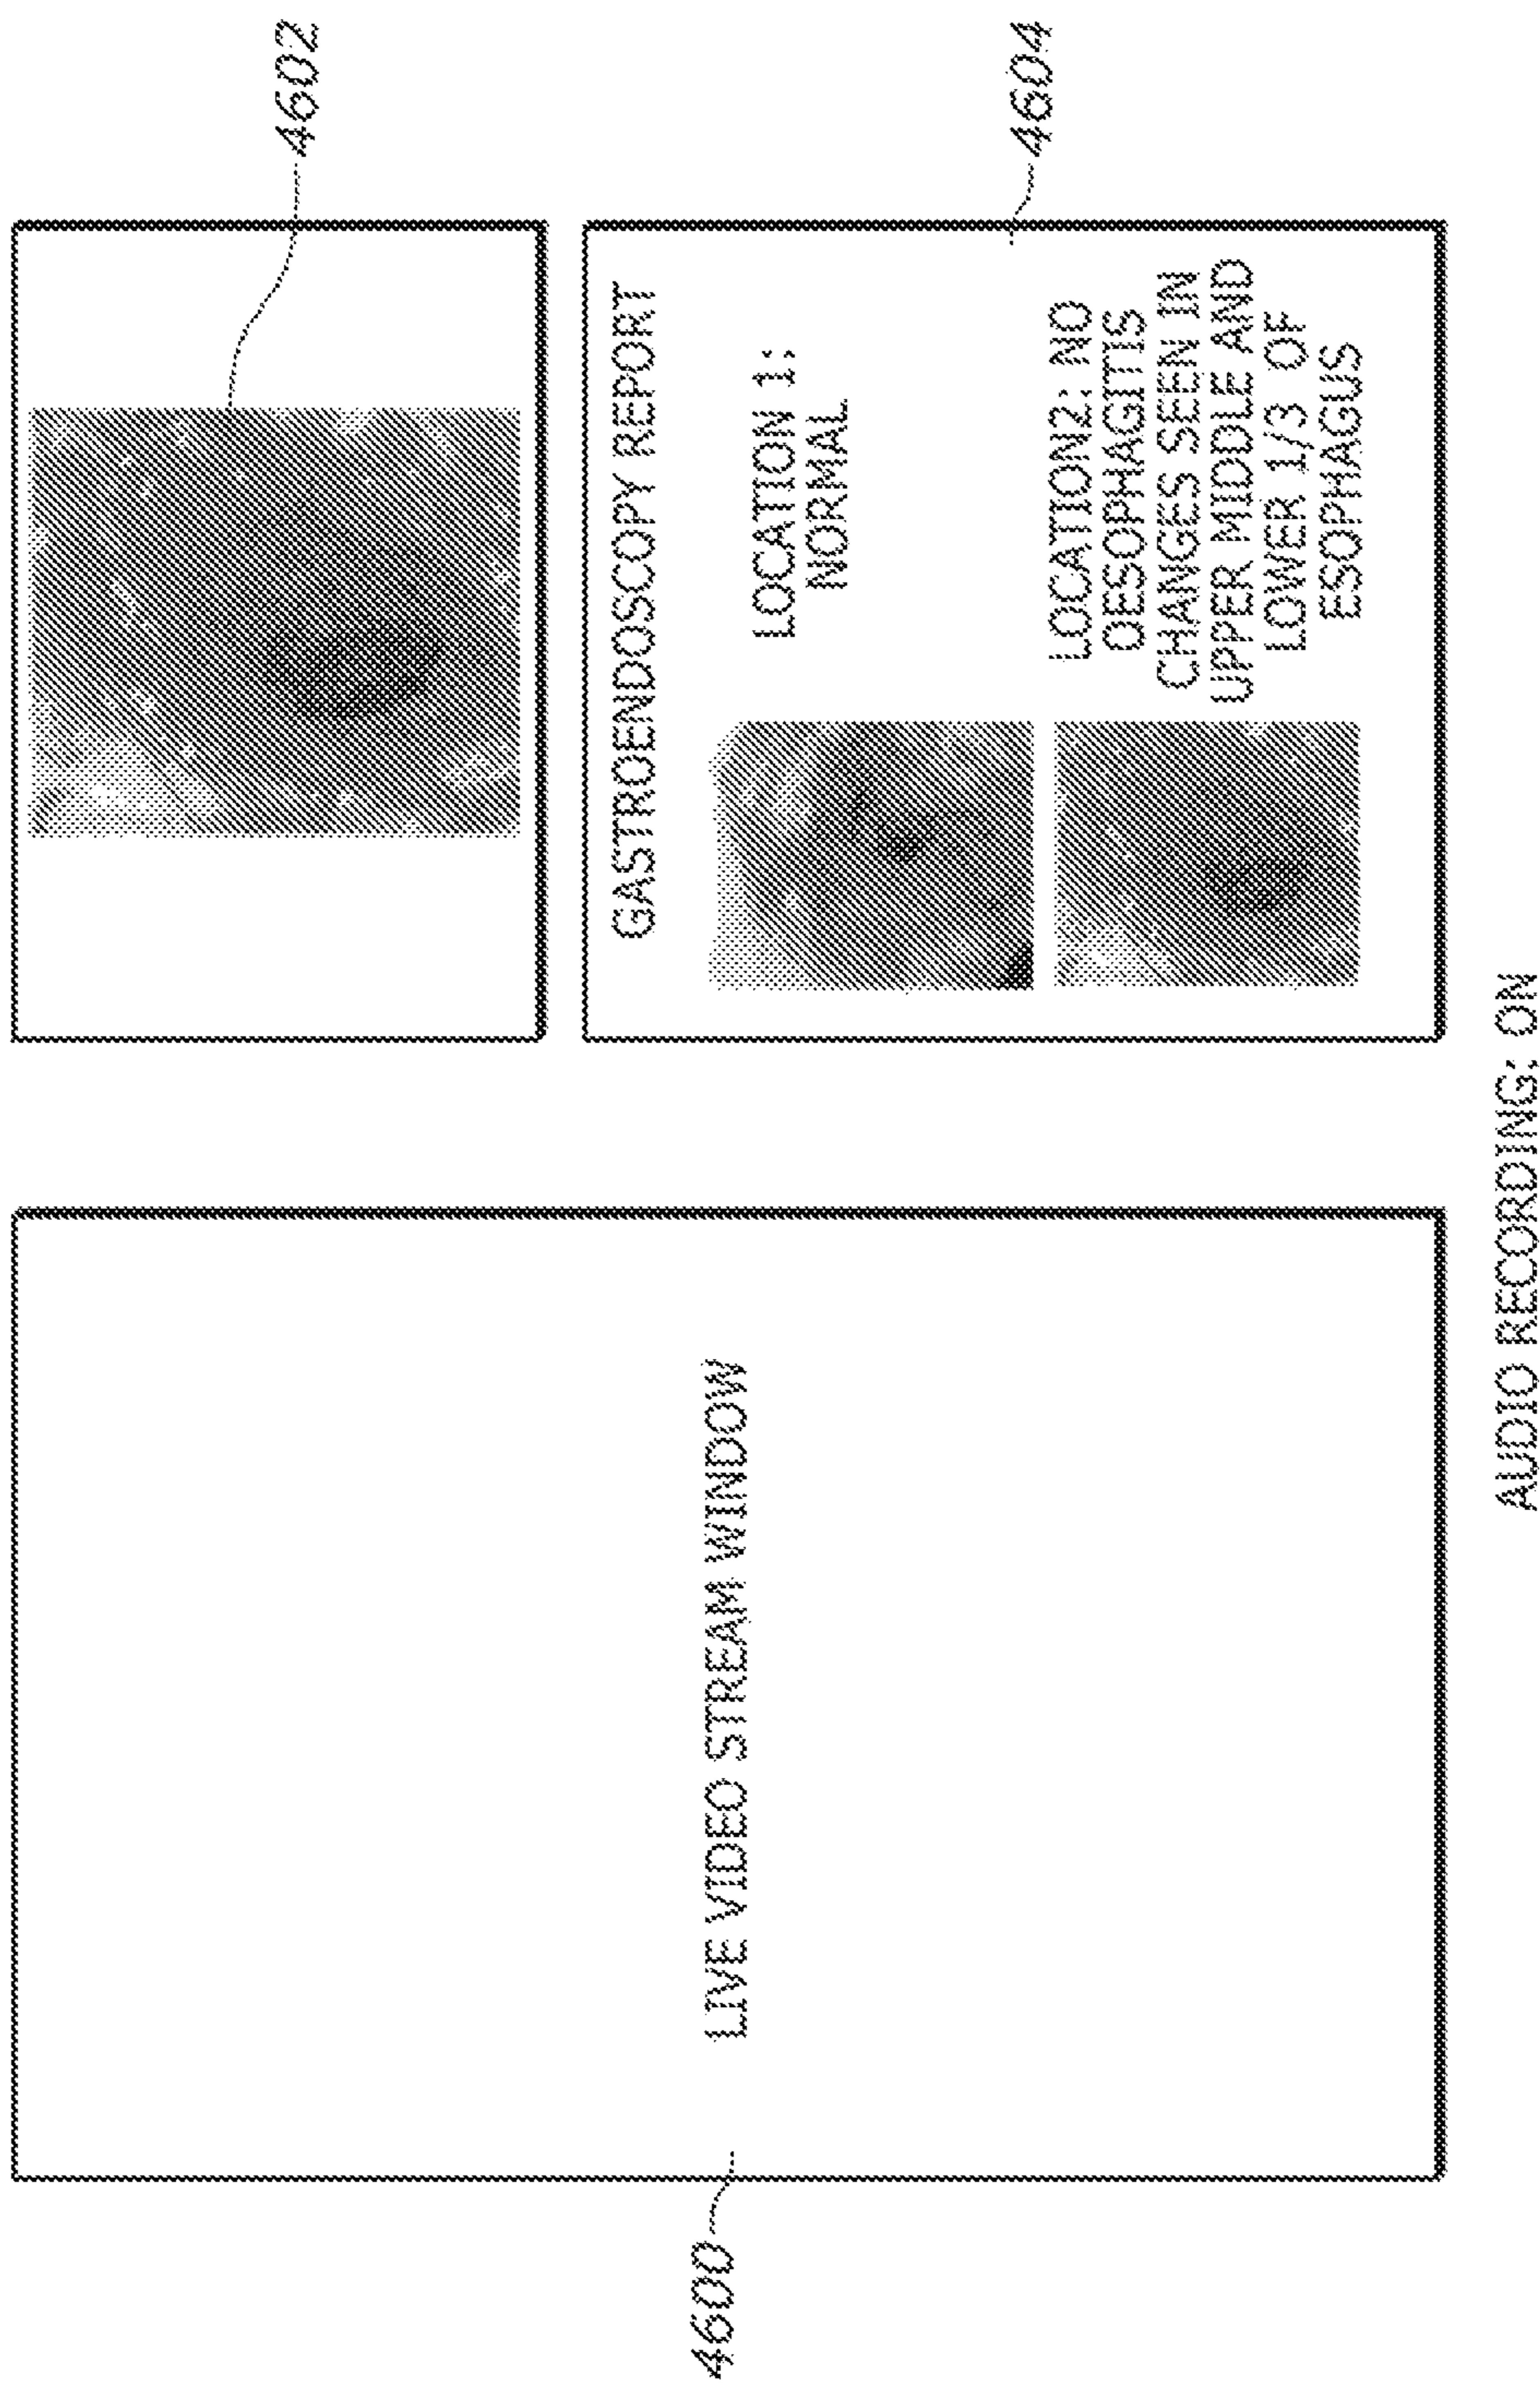 4600
LIVE VIDEO STREAM WINDOW
4602
GASTROENDOSCOPY REPORT
LOCATION 1:
NORMAL
LOCATION2: NO
OESOPHAGITIS
CHANGES SEEN IN
UPPER MIDDLE AND
LOWER 1/3 OF
ESOPHAGUS
4604
AUDIO RECORDING: ON